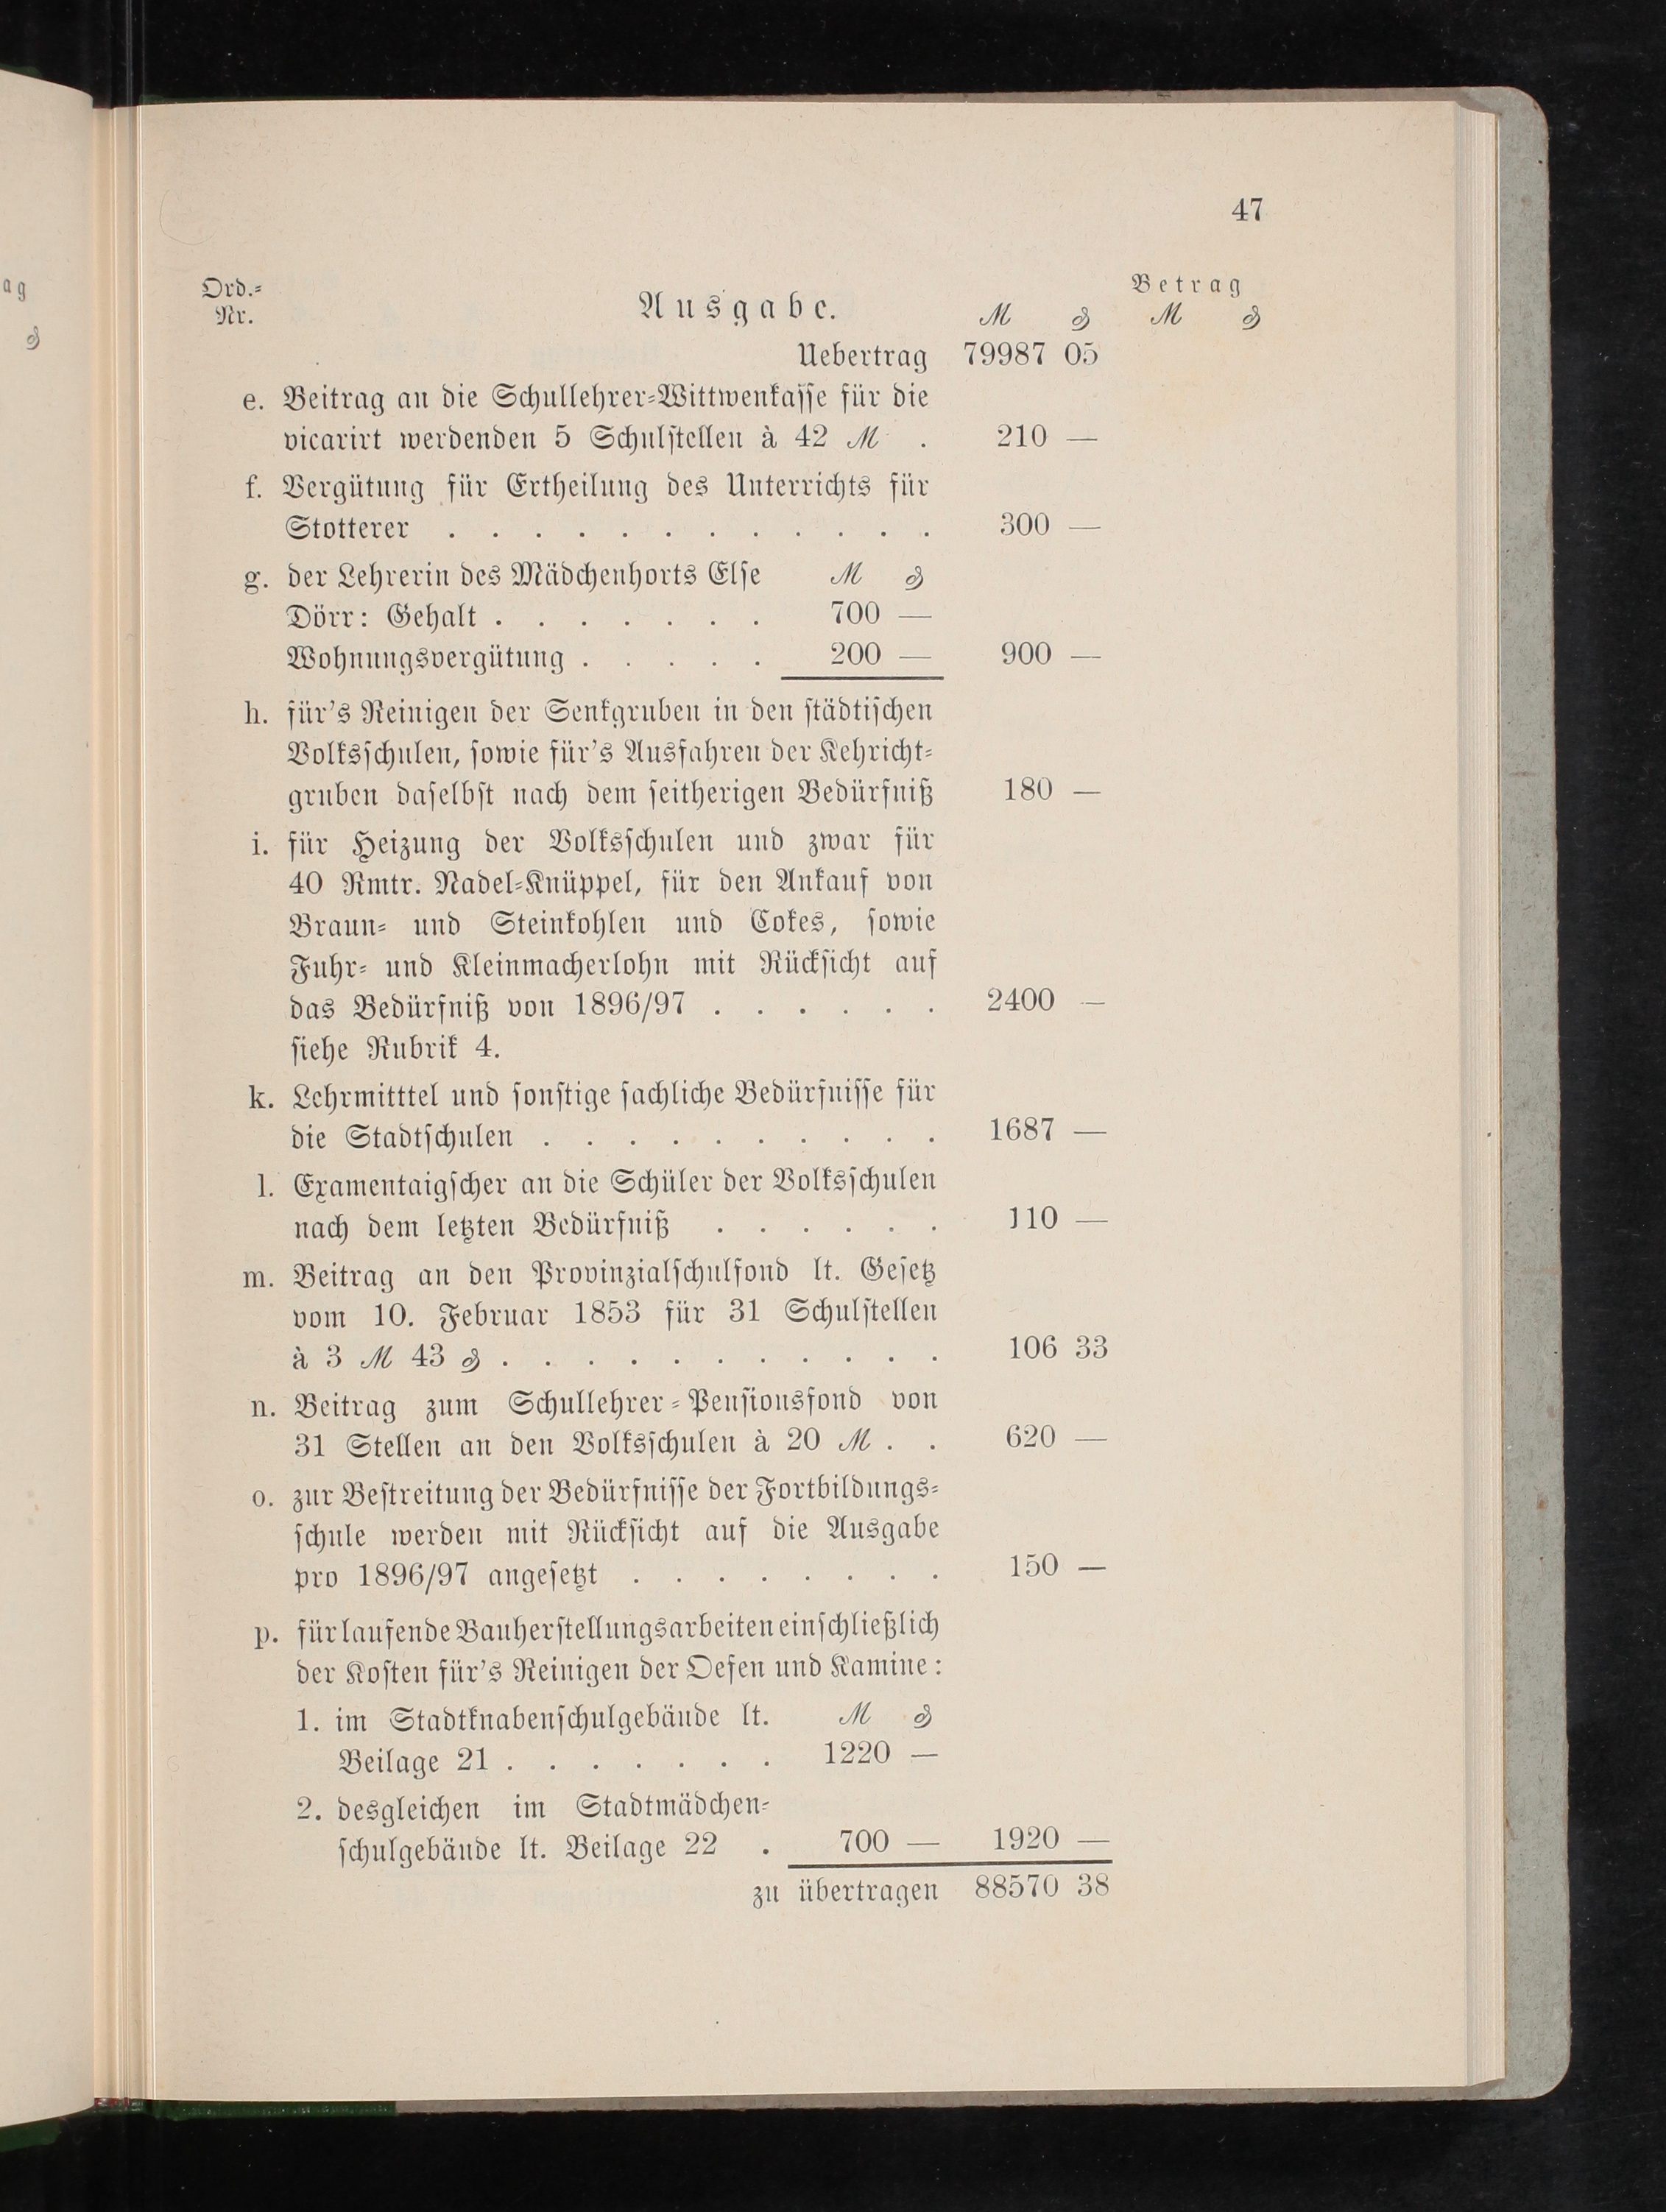 47
Ord.=
Nr.
Ausgabe.
Betrag
ℳ ₰ ℳ ₰
Uebertrag 79987 05
e. Beitrag an die Schullehrer=Wittwenkasse für die
vicarirt werdenden 5 Schulstellen à 42 ℳ . 210 —
f. Vergütung für Ertheilung des Unterrichts für
Stotterer . . . . . . . . . . . . 300 —
g. der Lehrerin des Mädchenhorts Else ℳ ₰
Dörr: Gehalt . . . . . . . 700 —
Wohnungsvergütung . . . . . 200 — 900 —
h. für's Reinigen der Senkgruben in den städtischen
Volksschulen, sowie für's Ausfahren der Kehricht=
gruben daselbst nach dem seitherigen Bedürfniß 180 —
i. für Heizung der Volksschulen und zwar für
40 Rmtr. Nadel=Knüppel, für den Ankauf von
Braun= und Steinkohlen und Cokes, sowie
Fuhr= und Kleinmacherlohn mit Rücksicht auf
das Bedürfniß von 1896/97 . . . . . . 2400 —
siehe Rubrik 4.
k. Lehrmitttel und sonstige sachliche Bedürfnisse für
die Stadtschulen . . . . . . . . . . 1687 —
l. Examentaigscher an die Schüler der Volksschulen
nach dem letzten Bedürfniß . . . . . . 110 —
m. Beitrag an den Provinzialschulfond lt. Gesetz
vom 10. Februar 1853 für 31 Schulstellen
à 3 ℳ 43 ₰ . . . . . . . . . . . 106 33
n. Beitrag zum Schullehrer=Pensionsfond von
31 Stellen an den Volksschulen à 20 ℳ . . 620 —
o. zur Bestreitung der Bedürfnisse der Fortbildungs=
schule werden mit Rücksicht auf die Ausgabe
pro 1896/97 angesetzt . . . . . . . . 150 —
p. für laufende Bauherstellungsarbeiten einschließlich
der Kosten für's Reinigen der Oefen und Kamine:
1. im Stadtknabenschulgebäude lt. ℳ ₰
Beilage 21 . . . . . . . 1220 —
2. desgleichen im Stadtmädchen=
schulgebäude lt. Beilage 22 . 700 — 1920 —
zu übertragen 88570 38
ag
₰